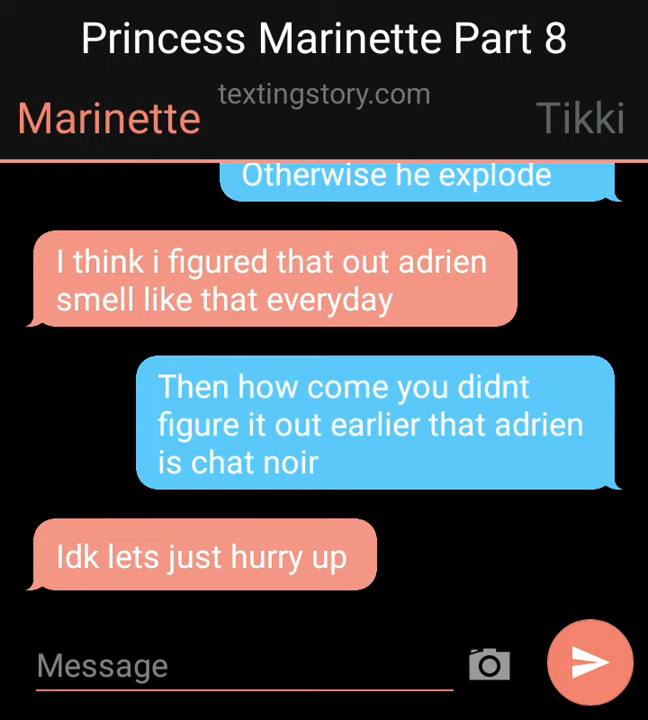 Princess Marinette Part 8
textingstory.com
Marinette
Tikki
Otherwise he explode
I think i figured that out adrien
smell like that everyday
Then how come you didnt
figure it out earlier that adrien
is chat noir
Idk lets just hurry up
Message